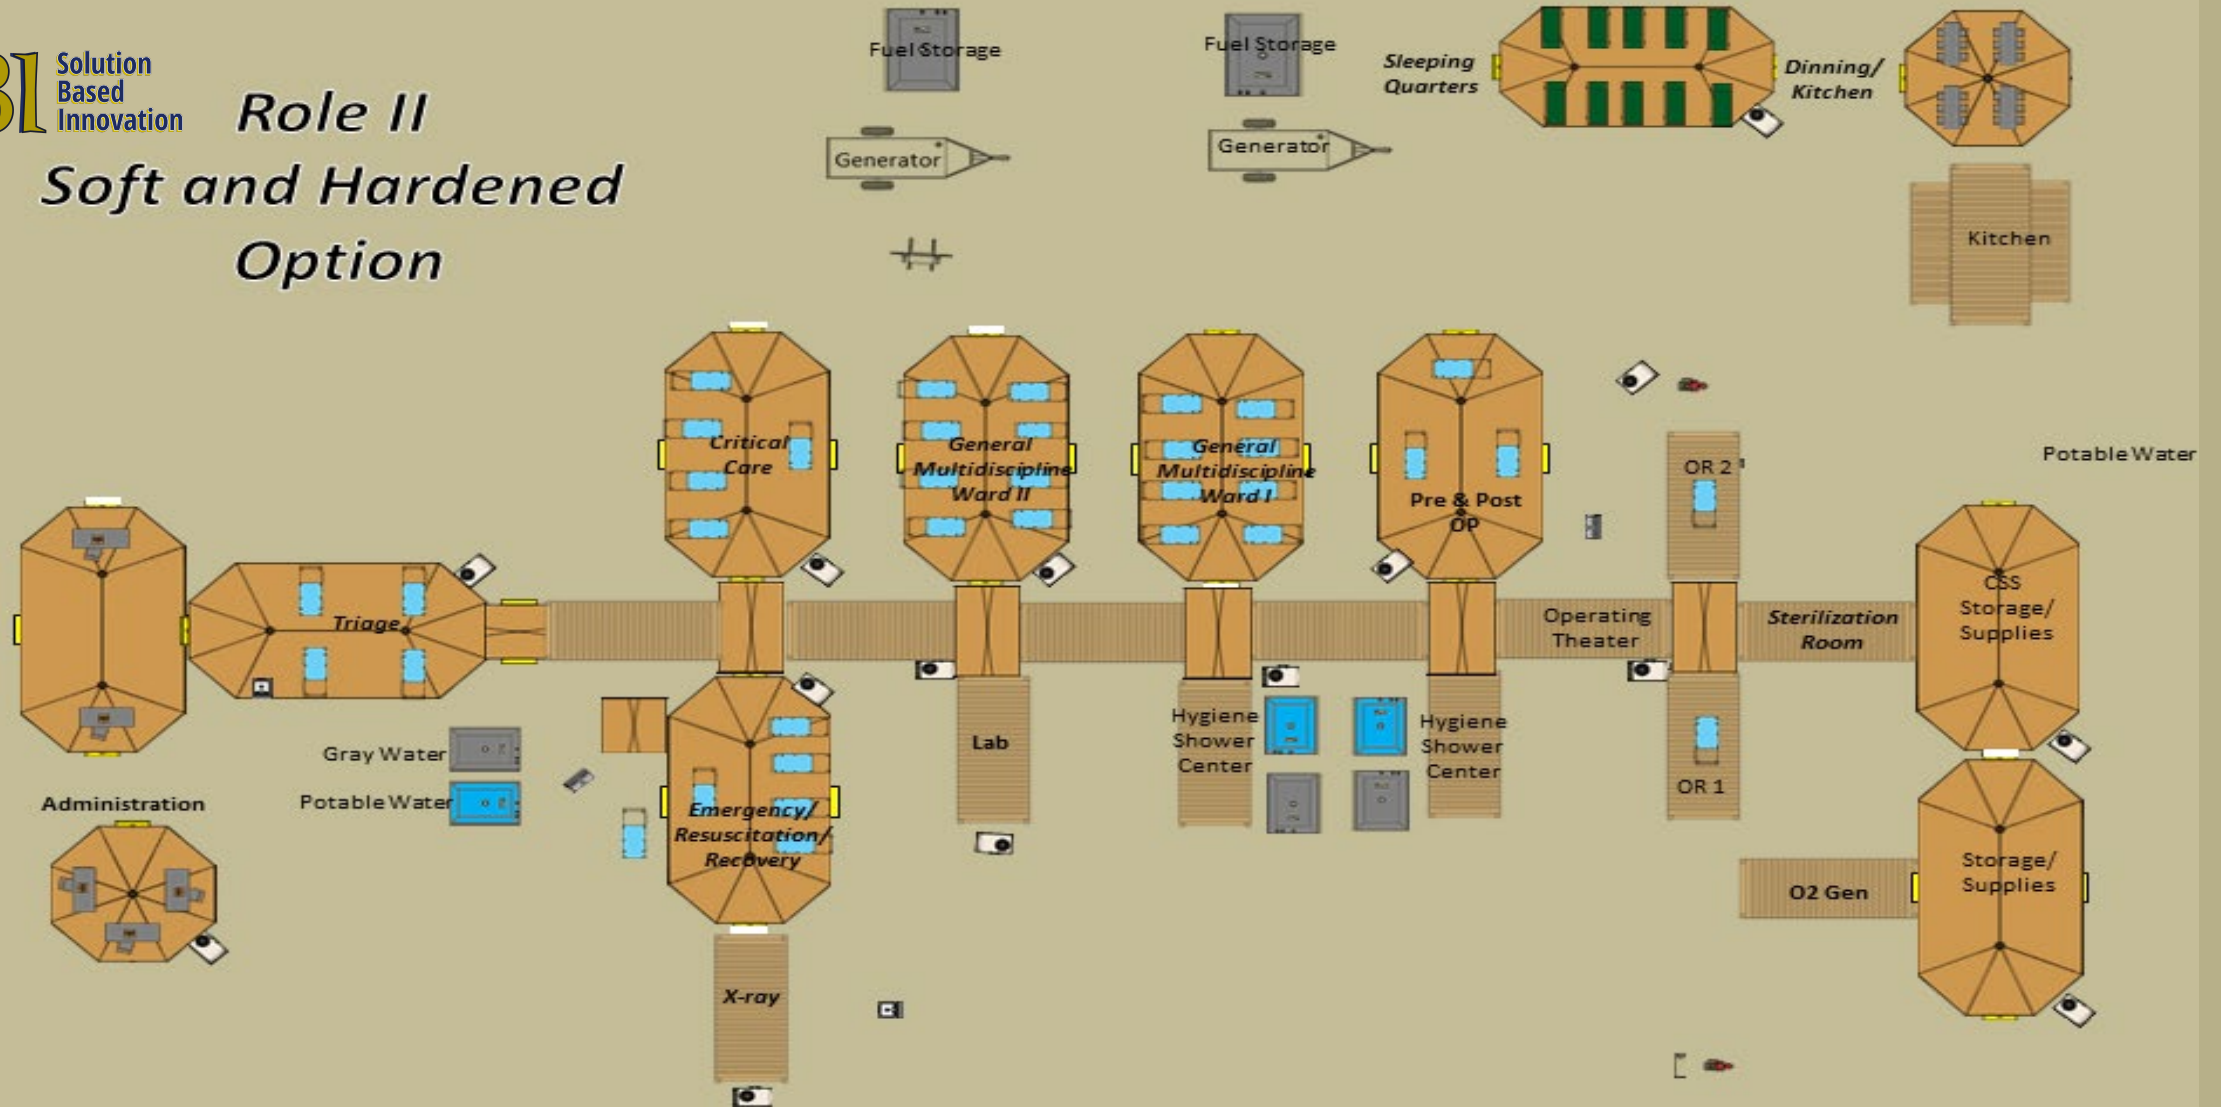 Solution
Based
Innovation
Role II
Soft and Hardened
Option
Fuel Storage
Fuel Storage
Generator
Generator
Sleeping
Quarters
Dinning/
Kitchen
Kitchen
Critical
Care
General
Multidiscipline
Ward II
General
Multidiscipline
Ward I
Pre & Post
OP
OR 2
Potable Water
Triage
Operating
Theater
Sterilization
Room
CSS
Storage/
Supplies
Gray Water
Potable Water
Administration
Emergency/
Resuscitation/
Recovery
Lab
Hygiene
Shower
Center
Hygiene
Shower
Center
OR 1
O2 Gen
Storage/
Supplies
X-ray